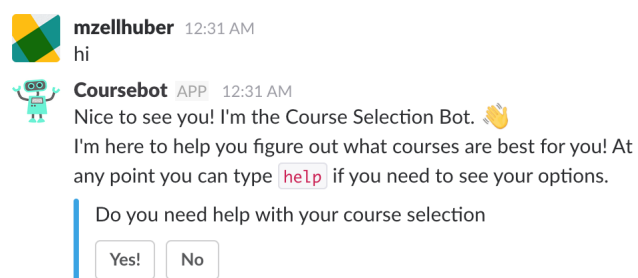 mzellhuber 12:31 AM
hi
Coursebot APP 12:31 AM
Nice to see you! I'm the Course Selection Bot. 👋
I'm here to help you figure out what courses are best for you! At
any point you can type help if you need to see your options.
Do you need help with your course selection
Yes! No